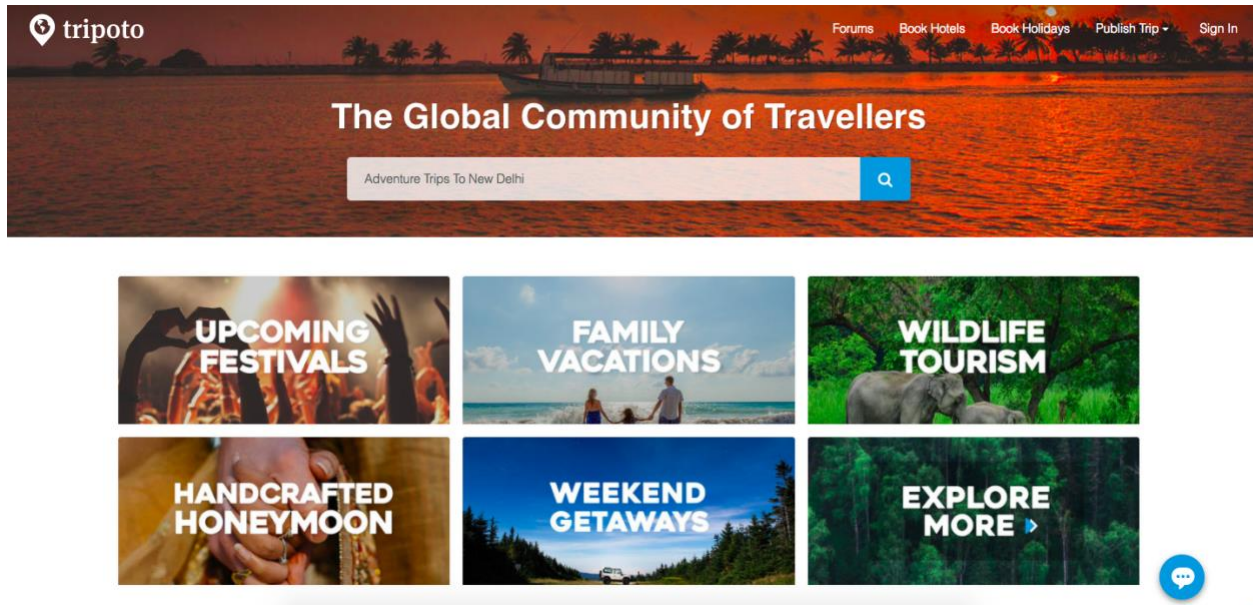 tripoto
Forums Book Hotels Book Holidays Publish Trip Sign In
The Global Community of Travellers
Adventure Trips To New Delhi
UPCOMING
FESTIVALS
FAMILY
VACATIONS
WILDLIFE
TOURISM
HANDCRAFTED
HONEYMOON
WEEKEND
GETAWAYS
EXPLORE
MORE